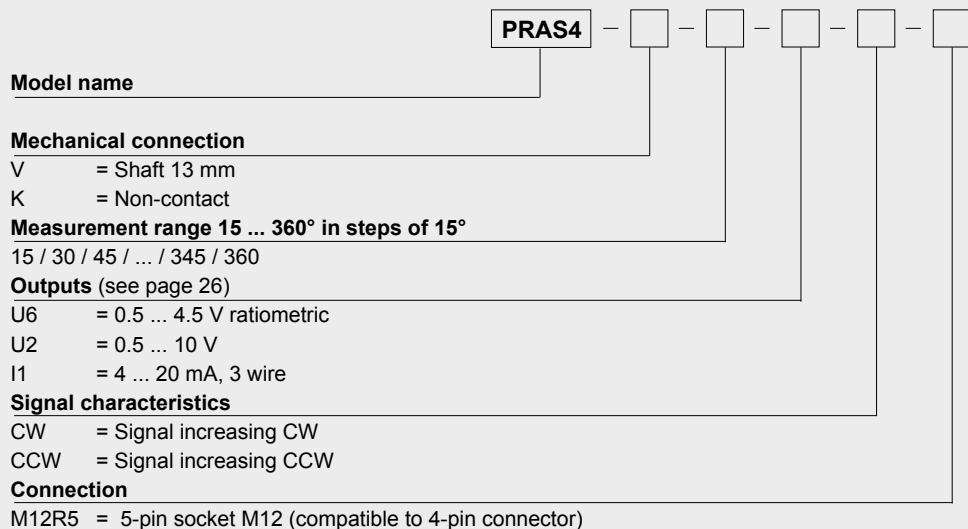 PRAS4 – – – – –
Model name
Mechanical connection
V = Shaft 13 mm
K = Non-contact
Measurement range 15 ... 360° in steps of 15°
15 / 30 / 45 / ... / 345 / 360
Outputs (see page 26)
U6 = 0.5 ... 4.5 V ratiometric
U2 = 0.5 ... 10 V
I1 = 4 ... 20 mA, 3 wire
Signal characteristics
CW = Signal increasing CW
CCW = Signal increasing CCW
Connection
M12R5 = 5-pin socket M12 (compatible to 4-pin connector)